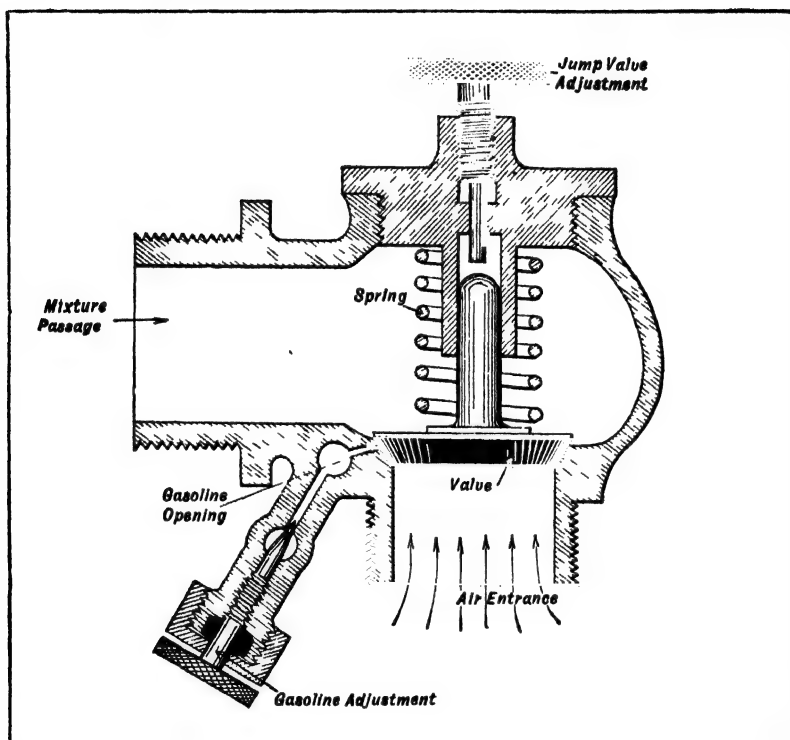 Jump Valve
Adjustment
Spring
Mixture
Passage
Gasoline
Opening
Valve
Air Entrance
Gasoline Adjustment